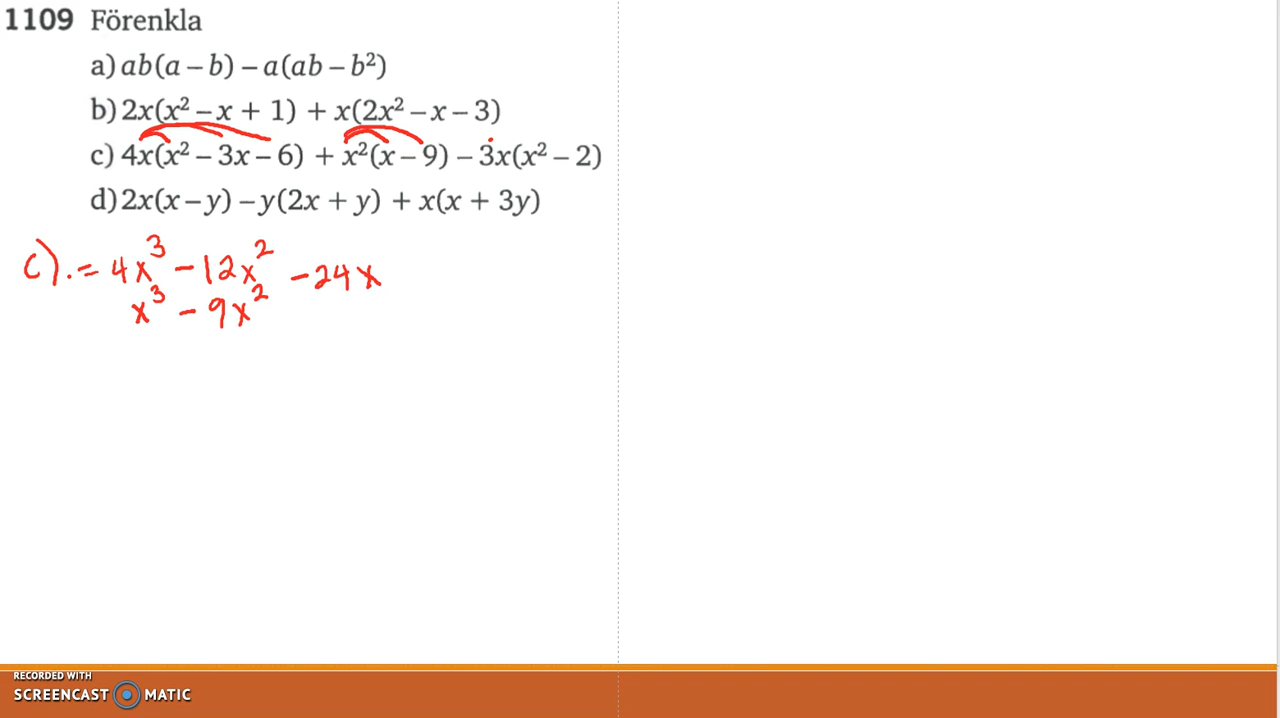 1109 Förenkla
a) ab(a – b) – a(ab – b²)
b) 2x(x² – x + 1) + x(2x² – x – 3)
c) 4x(x² – 3x – 6) + x²(x – 9) – 3x(x² – 2)
d) 2x(x – y) – y(2x + y) + x(x + 3y)
c). = 4x³ – 12x² – 24x
x³ – 9x²
RECORDED WITH
SCREENCAST MATIC